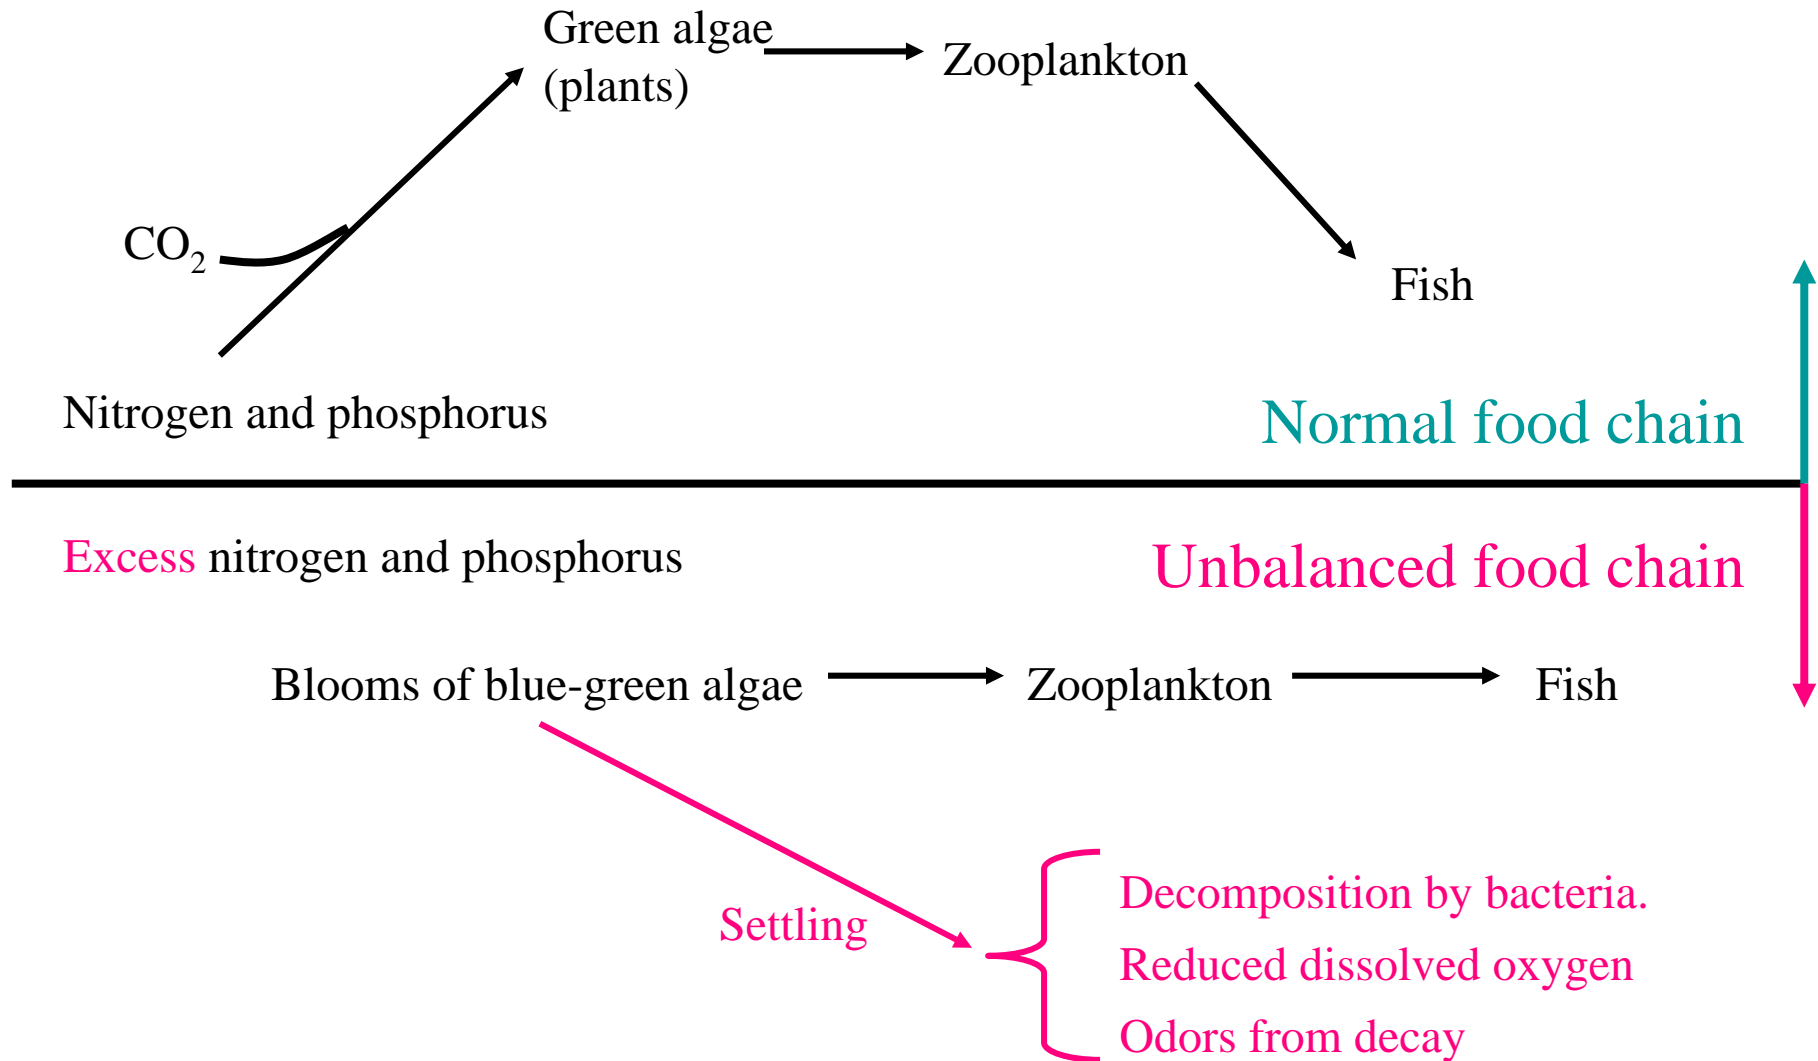 Green algae
(plants)
Zooplankton
CO₂
Fish
Nitrogen and phosphorus
Normal food chain
Excess nitrogen and phosphorus
Unbalanced food chain
Blooms of blue-green algae
Zooplankton
Fish
Settling
Decomposition by bacteria.
Reduced dissolved oxygen
Odors from decay